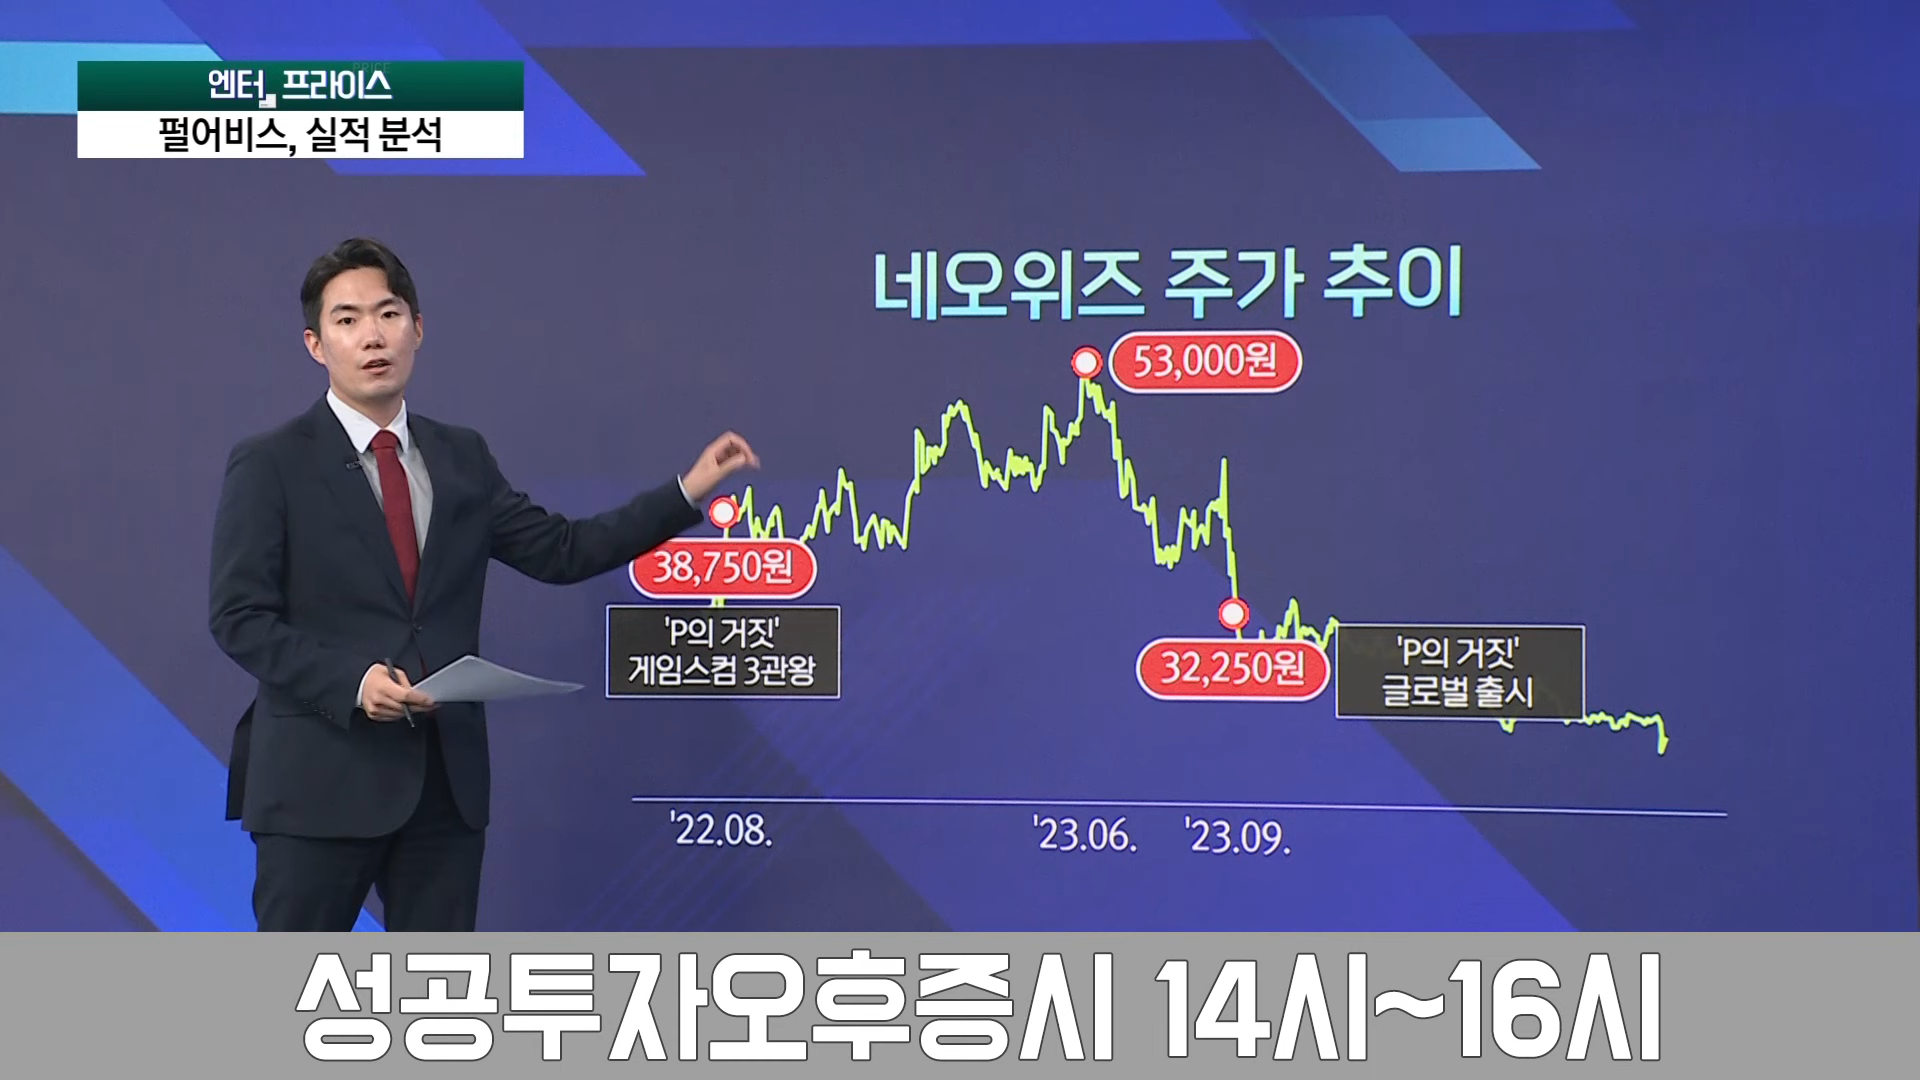 PRICE
엔터 프라이스
펄어비스, 실적 분석
네오위즈 주가 추이
53,000원
38,750원
'P의 거짓'
게임스컴 3관왕
32,250원
'P의 거짓'
글로벌 출시
'22.08.
'23.06.
'23.09.
성공투자오후증시 14시~16시